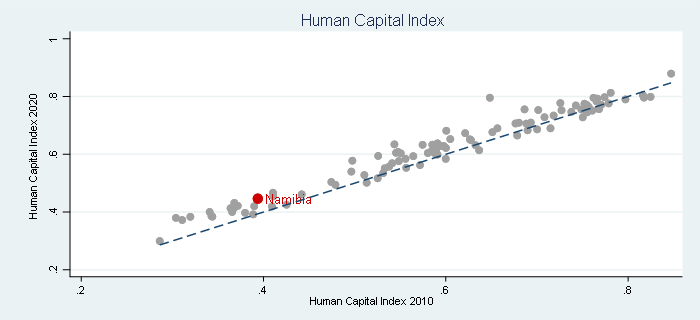 Human Capital Index
Human Capital Index 2020
1
.8
.6
.4
.2
Namibia
.2 .4 .6 .8
Human Capital Index 2010